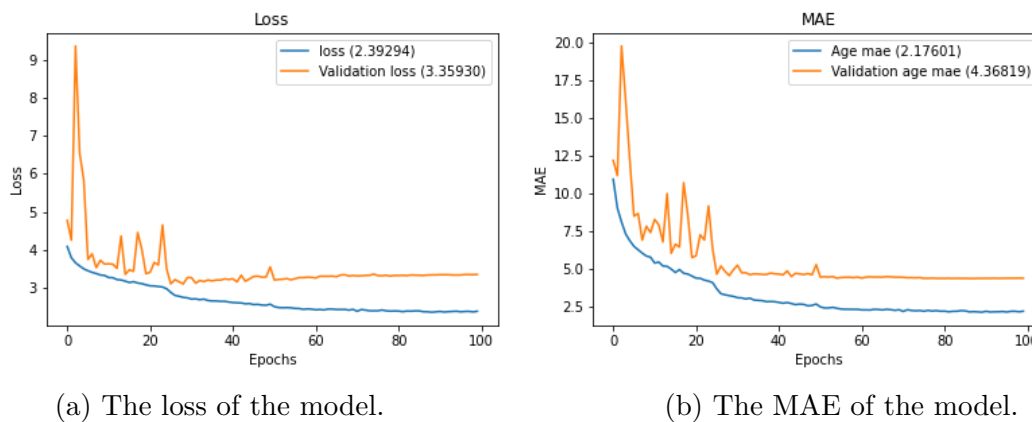 Loss
loss (2.39294)
Validation loss (3.35930)
9
8
7
6
5
4
3
Loss
0
20
40
60
80
100
Epochs
(a) The loss of the model.
MAE
Age mae (2.17601)
Validation age mae (4.36819)
20.0
17.5
15.0
12.5
10.0
7.5
5.0
2.5
MAE
0
20
40
60
80
100
Epochs
(b) The MAE of the model.